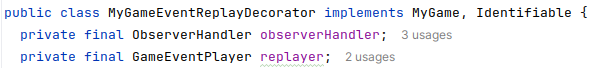 public class MyGameEventReplayDecorator implements MyGame, Identifiable {
private final ObserverHandler observerHandler; 3 usages
private final GameEventPlayer replayer; 2 usages